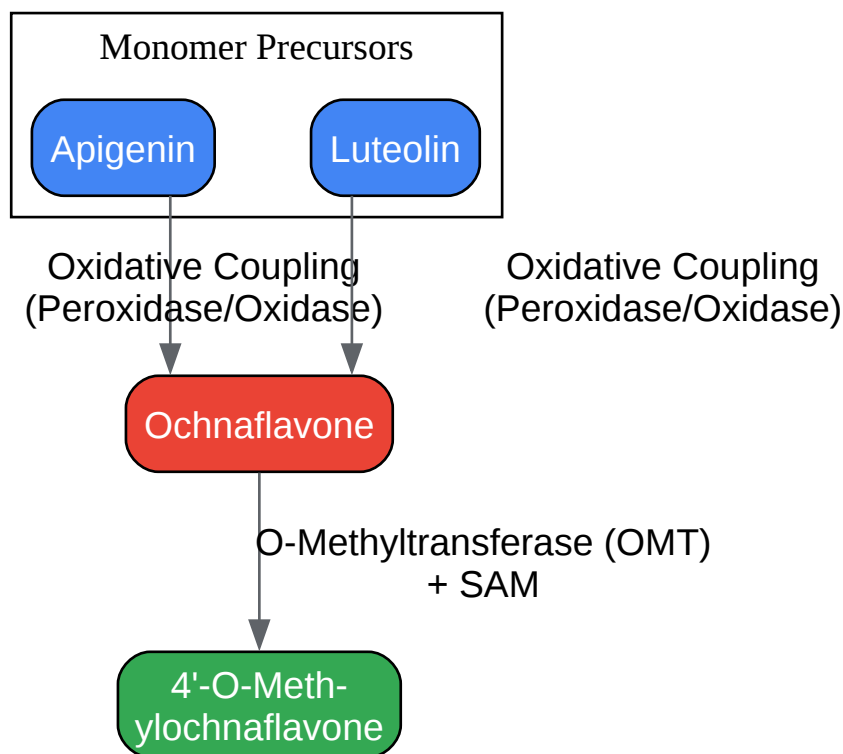 Monomer Precursors
Apigenin
Luteolin
Oxidative Coupling
(Peroxidase/Oxidase)
Oxidative Coupling
(Peroxidase/Oxidase)
Ochnaflavone
O-Methyltransferase (OMT)
+ SAM
4'-O-Meth-
ylochnaflavone